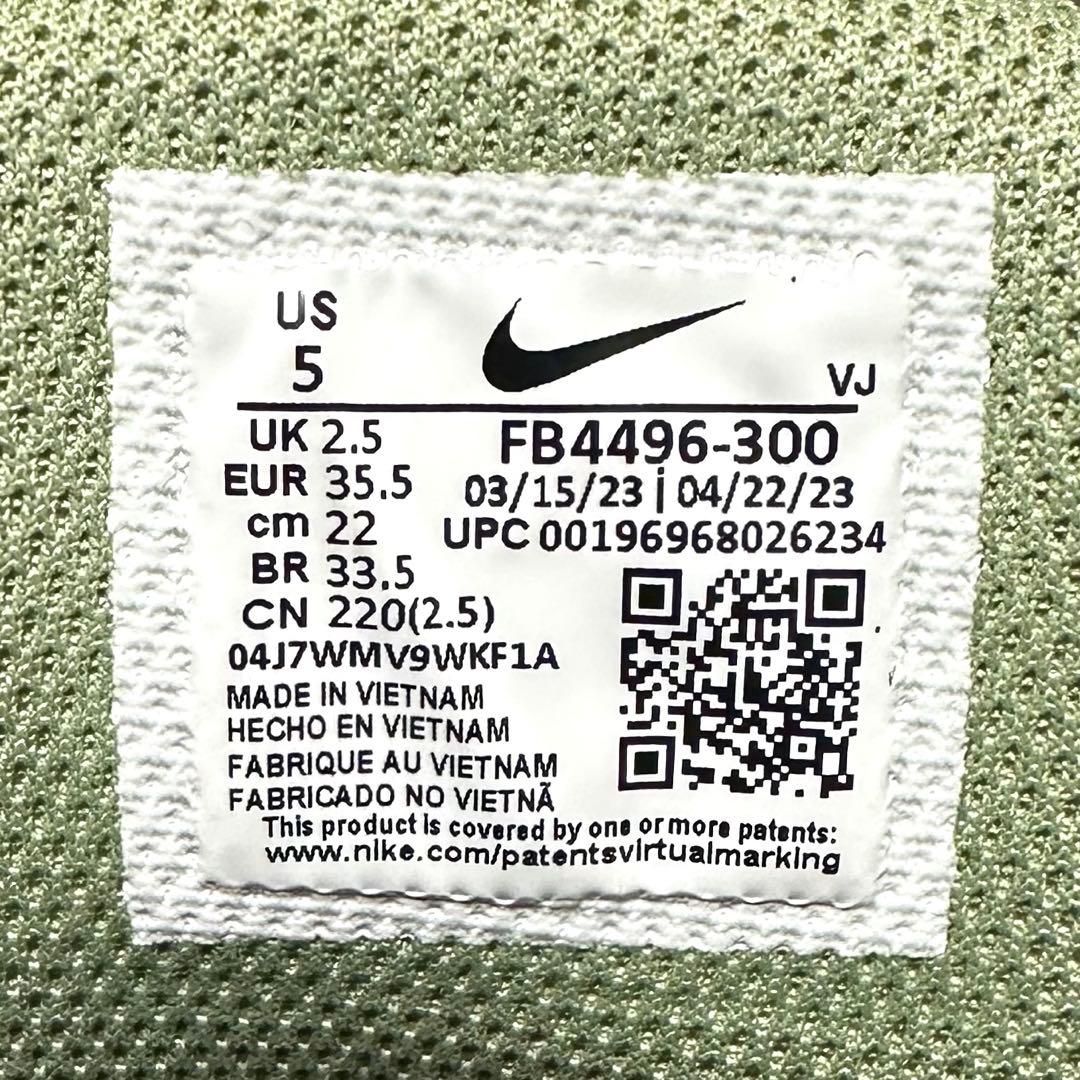 US
5
VJ
UK 2.5
EUR 35.5
cm 22
BR 33.5
CN 220(2.5)
FB4496-300
03/15/23 | 04/22/23
UPC 00196968026234
04J7WMV9WKF1A
MADE IN VIETNAM
HECHO EN VIETNAM
FABRIQUE AU VIETNAM
FABRICADO NO VIETNÃ
This product is covered by one or more patents:
www.nike.com/patentsvirtualmarking